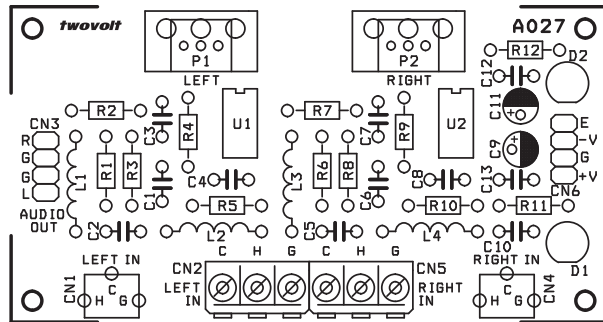 twovolt
A027
P1
LEFT
P2
RIGHT
R12
D2
C12
C11
+
CN3
R2
C3
R4
U1
R7
C7
R9
U2
R
G
G
L
L1
R1
R3
C1
C4
L3
R6
R8
C6
C8
C9
+
C13
E
-V
G
+V
CN6
AUDIO
OUT
C2
R5
L2
C5
R10
L4
R11
C10
D1
LEFT IN
CN1
H
C
G
CN2
LEFT
IN
C
H
G
C
H
G
CN5
RIGHT
IN
RIGHT IN
H
C
G
CN4